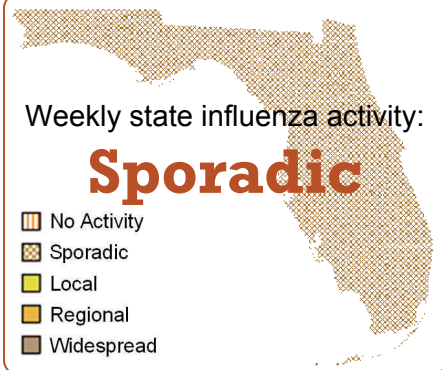 Weekly state influenza activity:
Sporadic
No Activity
Sporadic
Local
Regional
Widespread